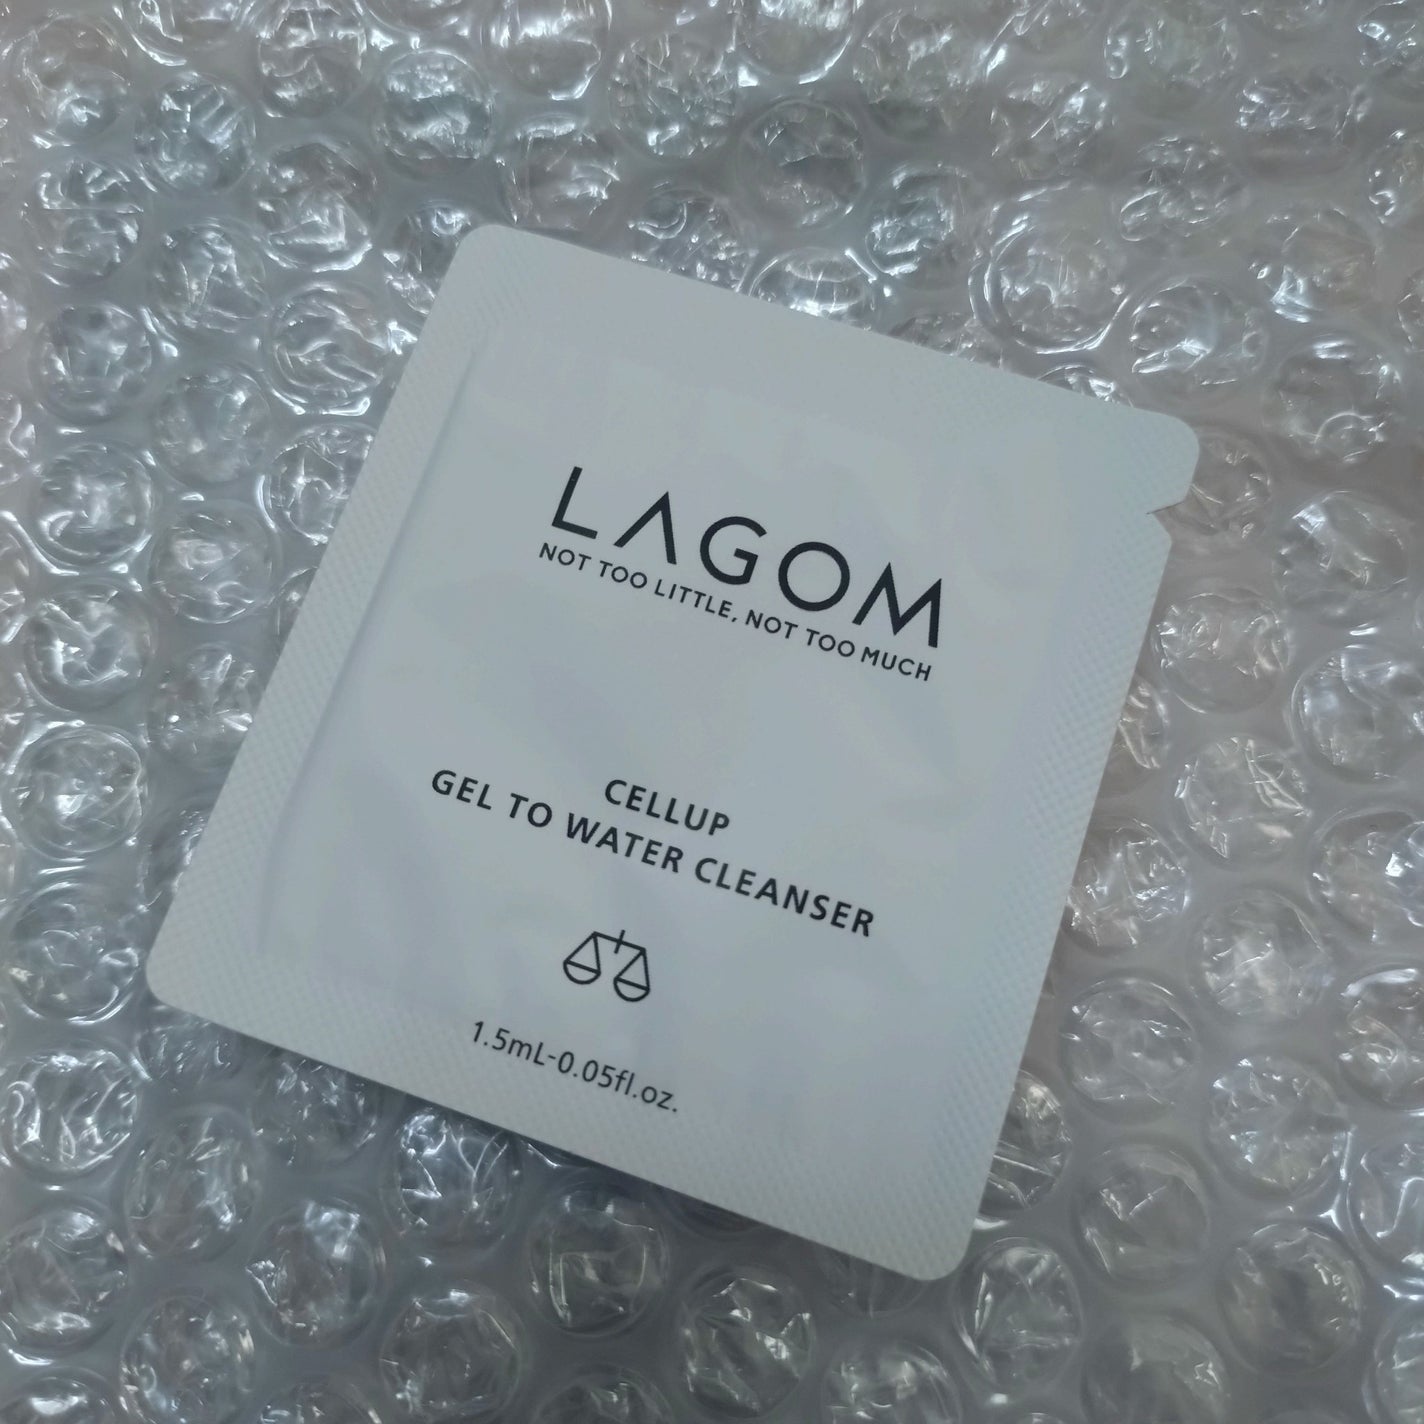 LAGOM
NOT TOO LITTLE, NOT TOO MUCH
CELLUP
GEL TO WATER CLEANSER
1.5mL-0.05fl.oz.